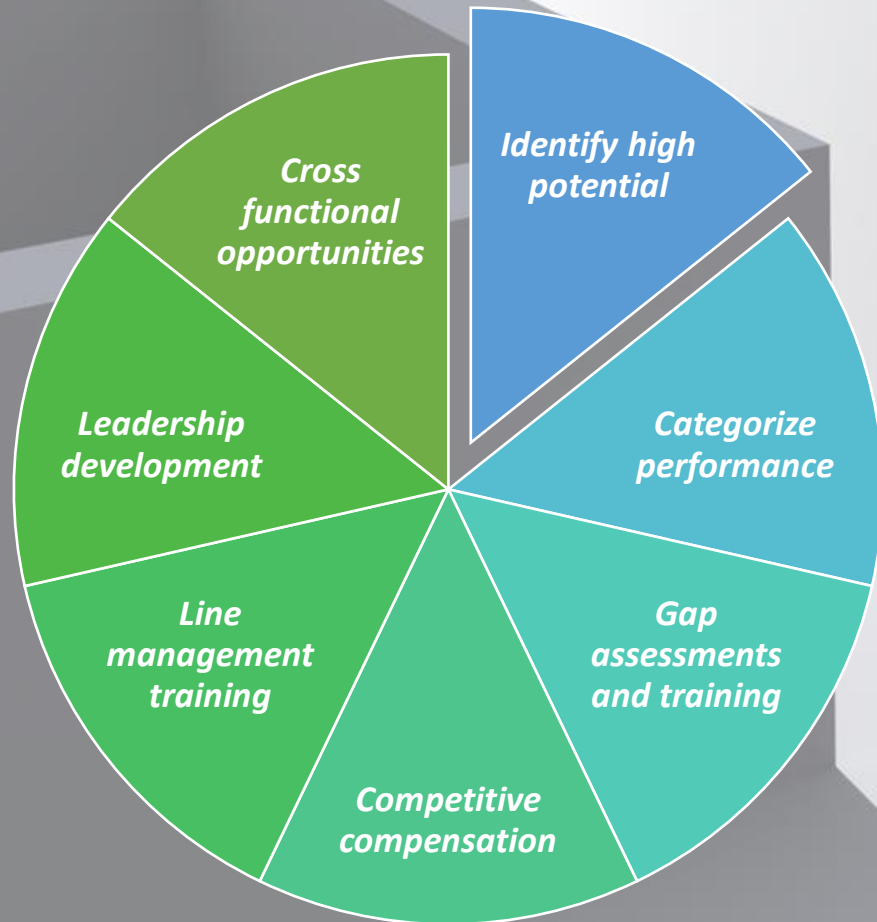 Identify high
potential
Categorize
performance
Gap
assessments
and training
Competitive
compensation
Line
management
training
Leadership
development
Cross
functional
opportunities